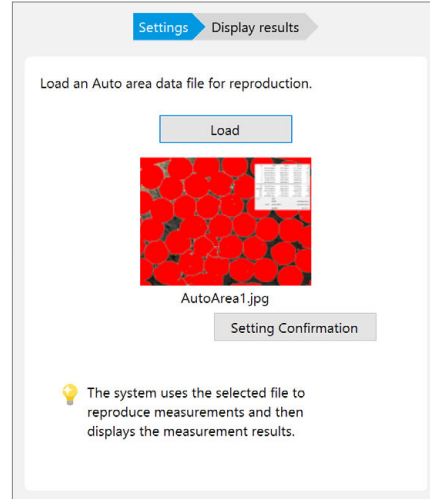 Settings Display results
Load an Auto area data file for reproduction.
Load
AutoArea1.jpg
Setting Confirmation
The system uses the selected file to
reproduce measurements and then
displays the measurement results.